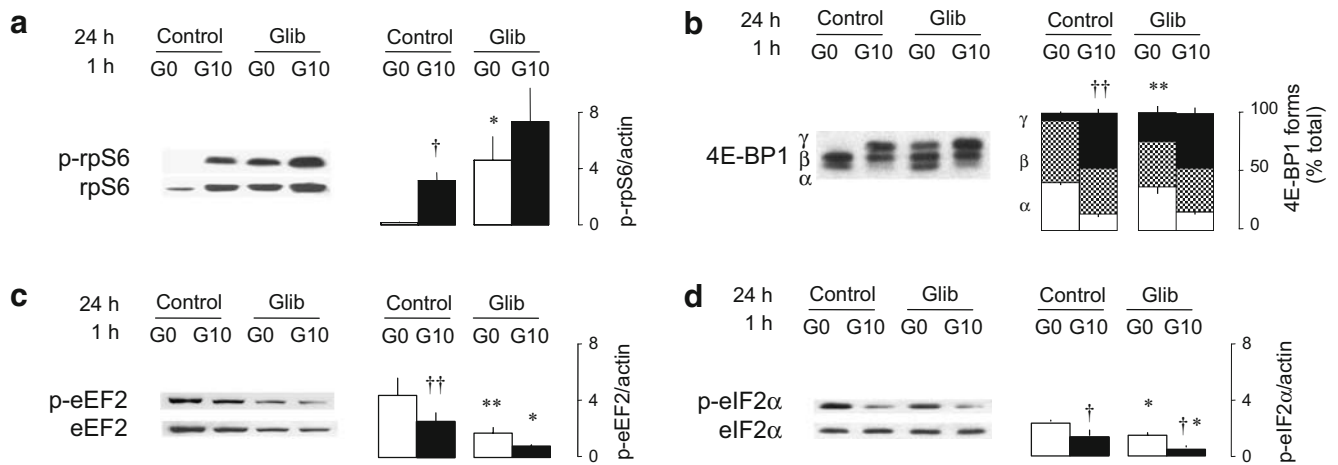 a
24 h Control Glib Control Glib
1 h G0 G10 G0 G10 G0 G10 G0 G10
p-rpS6
rpS6
† *
8
4
0
p-rpS6/actin
b
24 h Control Glib Control Glib
1 h G0 G10 G0 G10 G0 G10 G0 G10
4E-BP1
γ
β
α
†† **
γ
β
α
100
50
0
4E-BP1 forms
(% total)
c
24 h Control Glib Control Glib
1 h G0 G10 G0 G10 G0 G10 G0 G10
p-eEF2
eEF2
†† ** *
8
4
0
p-eEF2/actin
d
24 h Control Glib Control Glib
1 h G0 G10 G0 G10 G0 G10 G0 G10
p-eIF2α
eIF2α
† * † *
8
4
0
p-eIF2α/actin